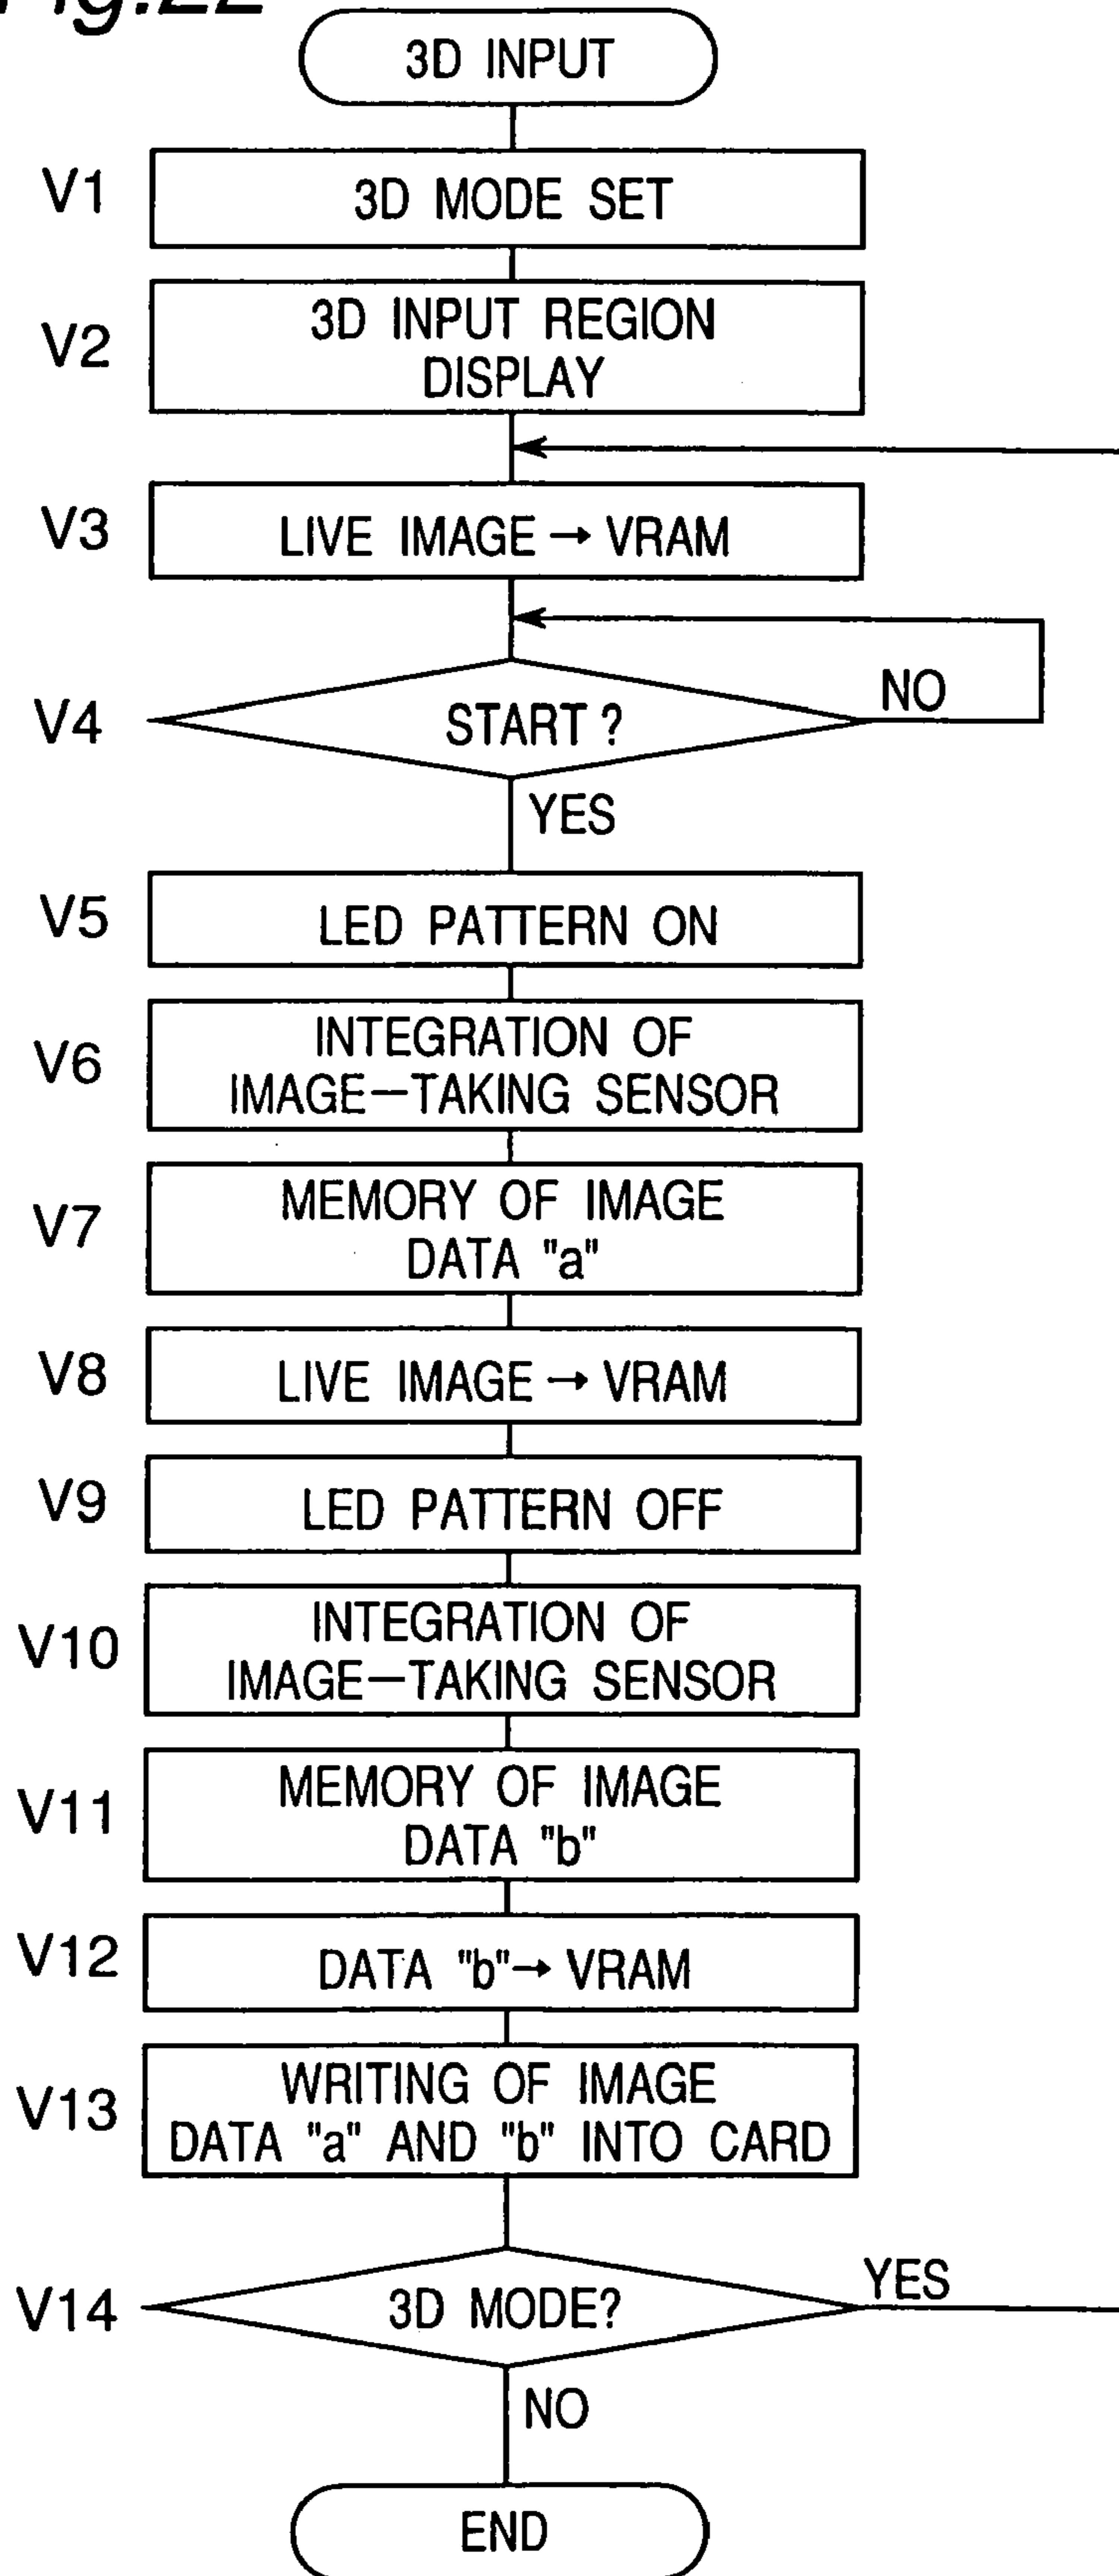 Fig.22
3D INPUT
V1
3D MODE SET
V2
3D INPUT REGION
DISPLAY
V3
LIVE IMAGE → VRAM
V4
START ?
NO
YES
V5
LED PATTERN ON
V6
INTEGRATION OF
IMAGE—TAKING SENSOR
V7
MEMORY OF IMAGE
DATA "a"
V8
LIVE IMAGE → VRAM
V9
LED PATTERN OFF
V10
INTEGRATION OF
IMAGE—TAKING SENSOR
V11
MEMORY OF IMAGE
DATA "b"
V12
DATA "b"→ VRAM
V13
WRITING OF IMAGE
DATA "a" AND "b" INTO CARD
V14
3D MODE?
YES
NO
END